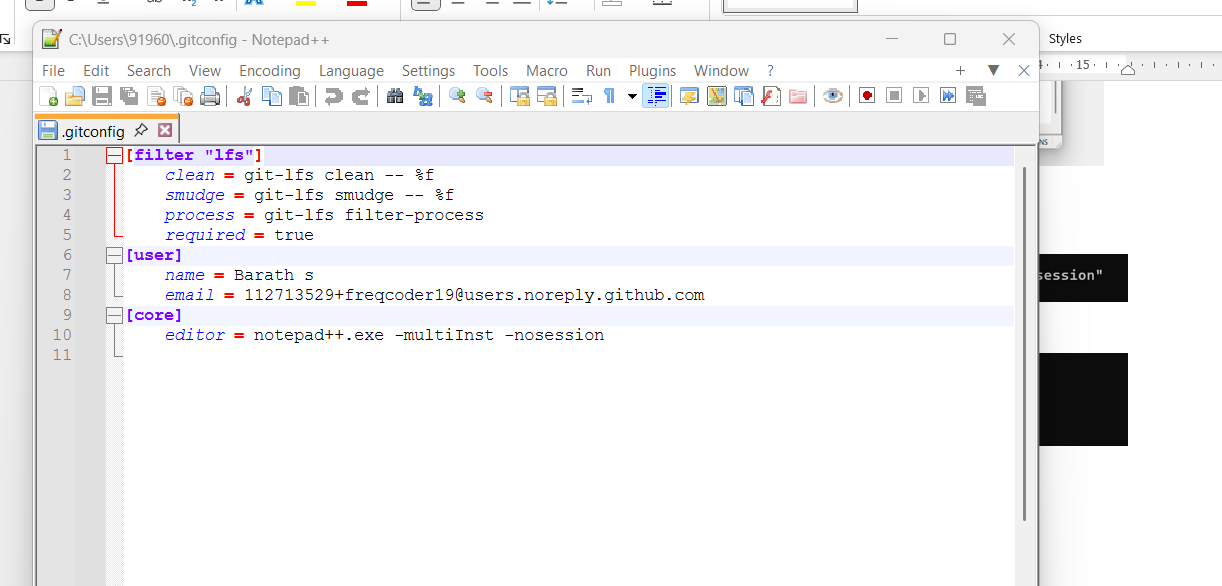 C:\Users\91960\.gitconfig - Notepad++
Styles
File Edit Search View Encoding Language Settings Tools Macro Run Plugins Window ?
15
.gitconfig
1 [filter "lfs"]
2 clean = git-lfs clean -- %f
3 smudge = git-lfs smudge -- %f
4 process = git-lfs filter-process
5 required = true
6 [user]
7 name = Barath s
8 email = 112713529+freqcoder19@users.noreply.github.com
9 [core]
10 editor = notepad++.exe -multiInst -nosession
11
session"